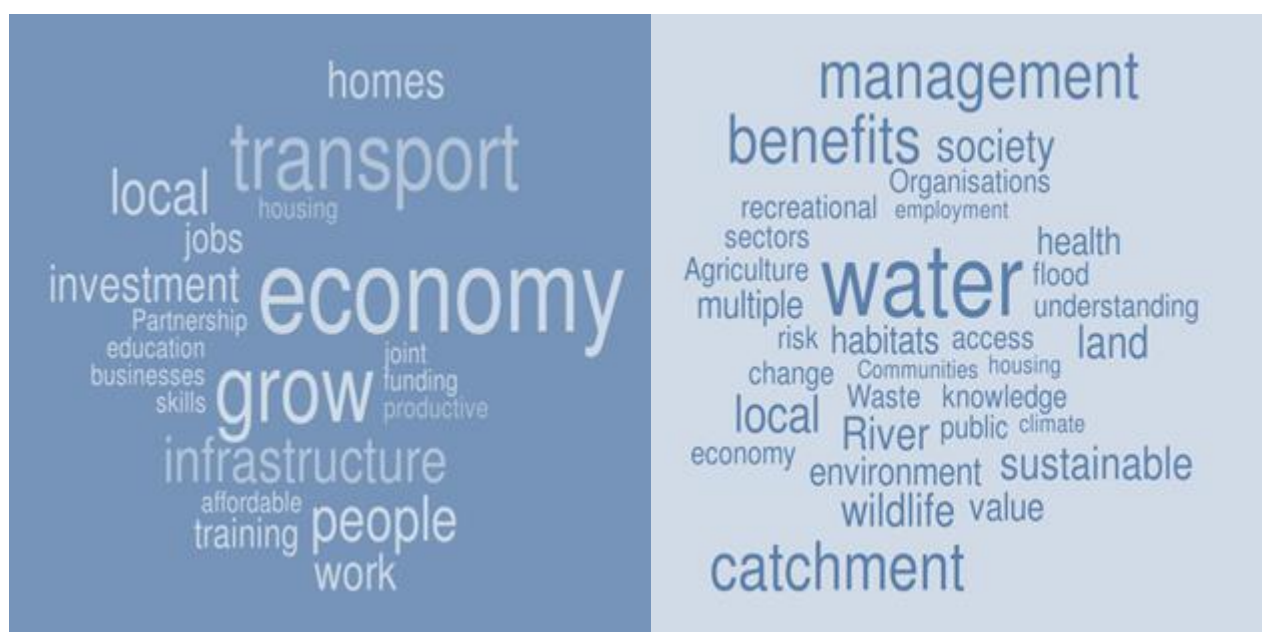 homes
transport
local
housing
jobs
investment
economy
Partnership
education
joint
businesses
grow
funding
skills
productive
infrastructure
affordable
training
people
work
management
benefits
society
Organisations
recreational
employment
sectors
health
Agriculture
water
flood
multiple
understanding
risk
habitats
access
land
change
Communities
housing
Waste
knowledge
local
River
public
climate
economy
environment
sustainable
wildlife
value
catchment